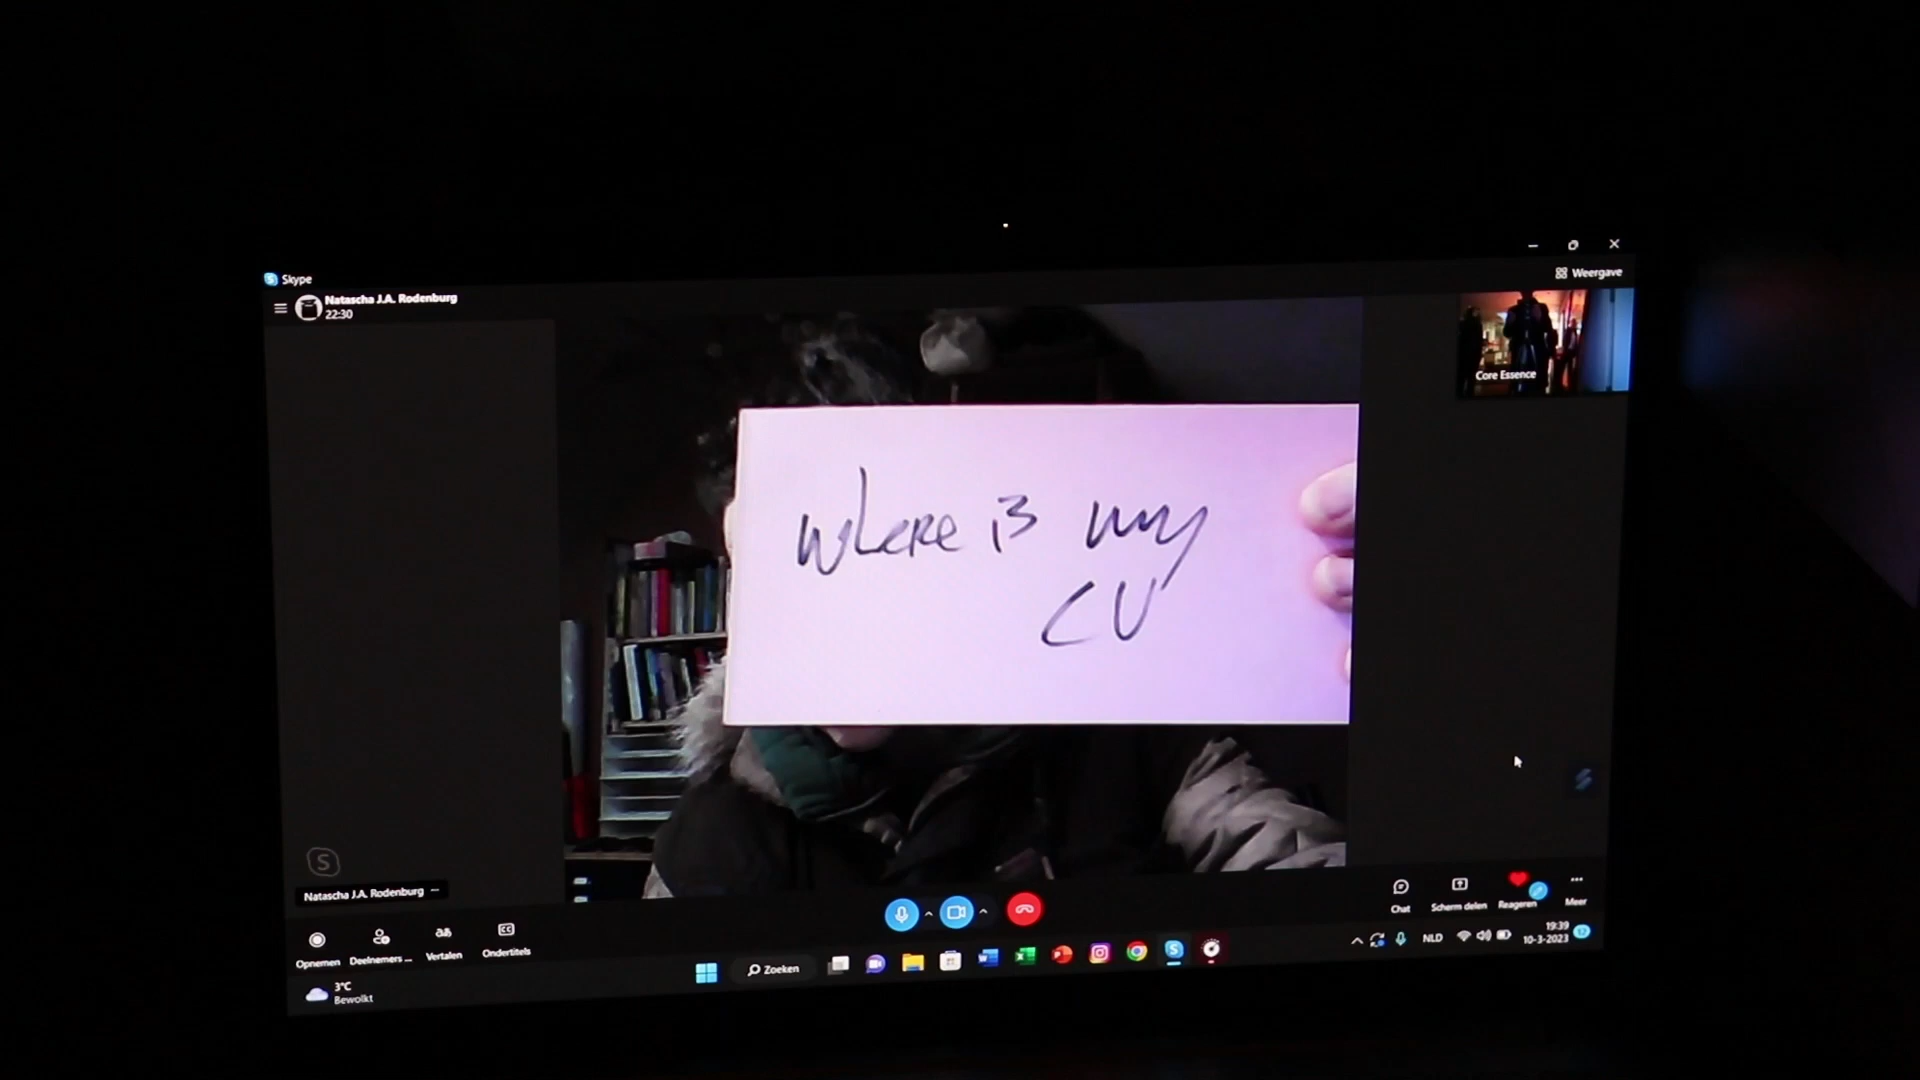 Skype
Weergave
Natascha J.A. Rodenburg
22:30
Core Essence
where is my
CV
Natascha J.A. Rodenburg ...
Opnemen
Deelnemers ...
Vertalen
Ondertitels
Chat
Scherm delen
Reageren
Meer
3°C
Bewolkt
Zoeken
NLD
19:39
10-3-2023